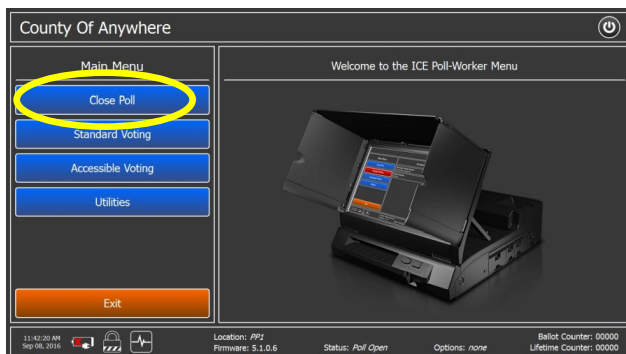 County Of Anywhere
Main Menu
Close Poll
Standard Voting
Accessible Voting
Utilities
Exit
Welcome to the ICE Poll-Worker Menu
11:42:20 AM
Sep 08, 2016
Location: PP1
Firmware: 5.1.0.6
Status: Poll Open
Options: none
Ballot Counter: 00000
Lifetime Counter: 00000